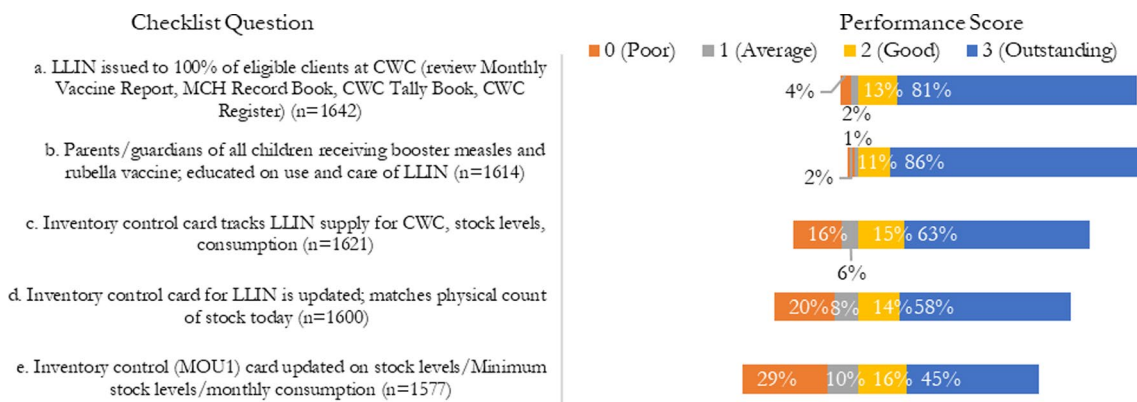 Checklist Question
Performance Score
0 (Poor) 1 (Average) 2 (Good) 3 (Outstanding)
a. LLIN issued to 100% of eligible clients at CWC (review Monthly
Vaccine Report, MCH Record Book, CWC Tally Book, CWC
Register) (n=1642)
4% 13% 81%
2%
b. Parents/guardians of all children receiving booster measles and
rubella vaccine; educated on use and care of LLIN (n=1614)
1%
11% 86%
2%
c. Inventory control card tracks LLIN supply for CWC, stock levels,
consumption (n=1621)
16% 15% 63%
6%
d. Inventory control card for LLIN is updated; matches physical count
of stock today (n=1600)
20% 8% 14% 58%
e. Inventory control (MOU1) card updated on stock levels/Minimum
stock levels/monthly consumption (n=1577)
29% 10% 16% 45%